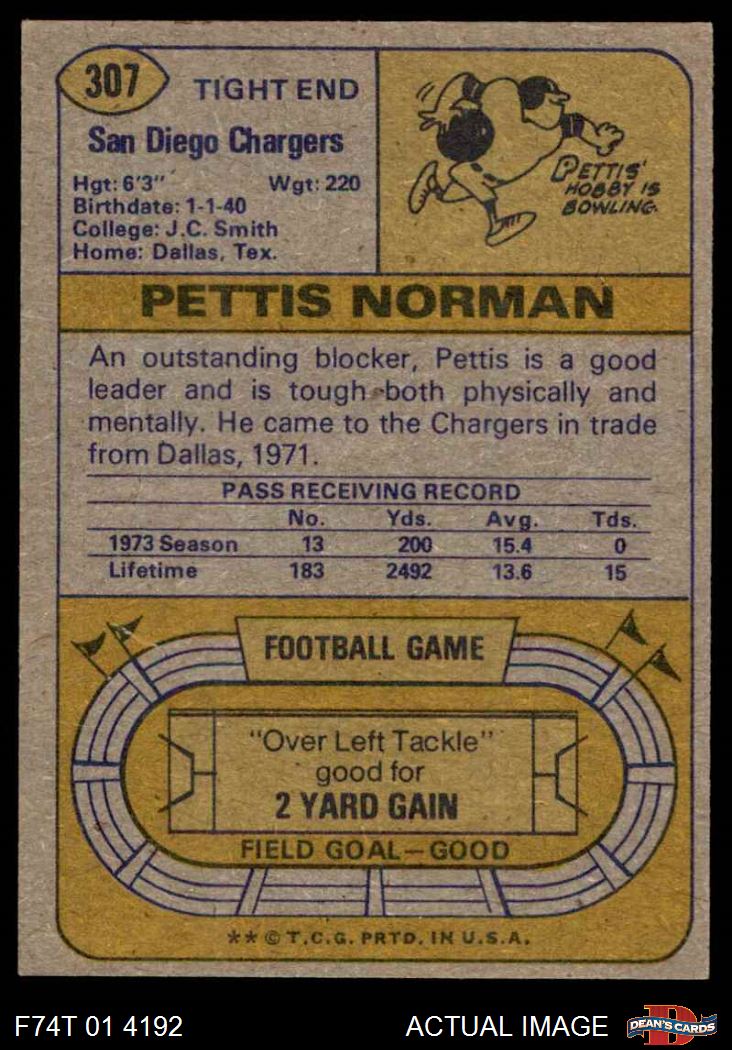 307
TIGHT END
San Diego Chargers
Hgt: 6'3" Wgt: 220
Birthdate: 1-1-40
College: J.C. Smith
Home: Dallas, Tex.
PETTIS'
HOBBY IS
BOWLING.
PETTIS NORMAN
An outstanding blocker, Pettis is a good
leader and is tough both physically and
mentally. He came to the Chargers in trade
from Dallas, 1971.
PASS RECEIVING RECORD
No. Yds. Avg. Tds.
1973 Season 13 200 15.4 0
Lifetime 183 2492 13.6 15
FOOTBALL GAME
"Over Left Tackle"
good for
2 YARD GAIN
FIELD GOAL—GOOD
** © T.C.G. PRTD. IN U.S.A.
F74T 01 4192
ACTUAL IMAGE
D
DEAN'S CARDS